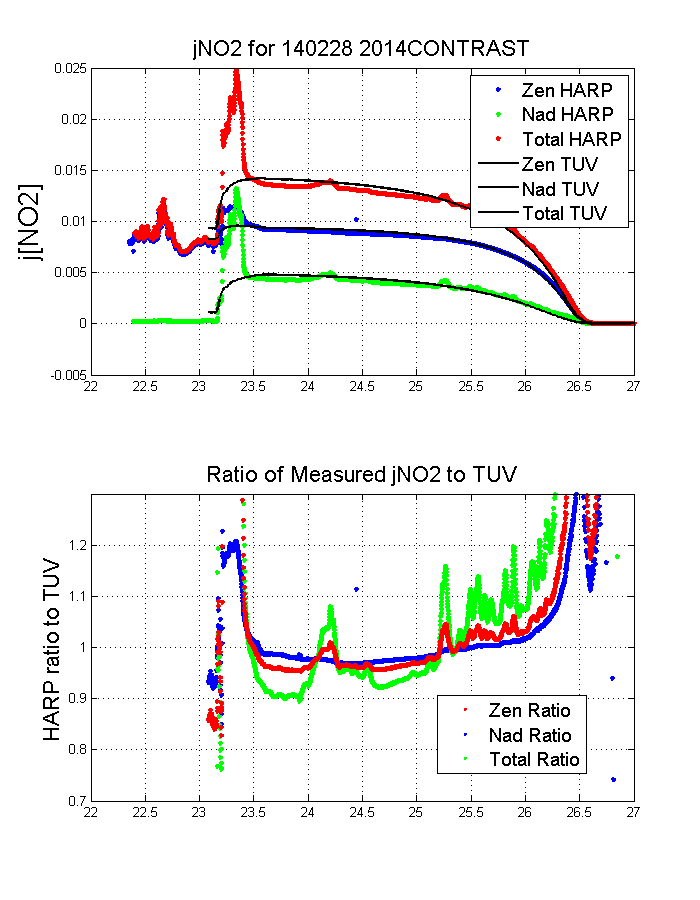 jNO2 for 140228 2014CONTRAST
j[NO2]
0.025
0.02
0.015
0.01
0.005
0
-0.005
Zen HARP
Nad HARP
Total HARP
Zen TUV
Nad TUV
Total TUV
22 22.5 23 23.5 24 24.5 25 25.5 26 26.5 27
Ratio of Measured jNO2 to TUV
HARP ratio to TUV
1.2
1.1
1
0.9
0.8
0.7
Zen Ratio
Nad Ratio
Total Ratio
22 22.5 23 23.5 24 24.5 25 25.5 26 26.5 27